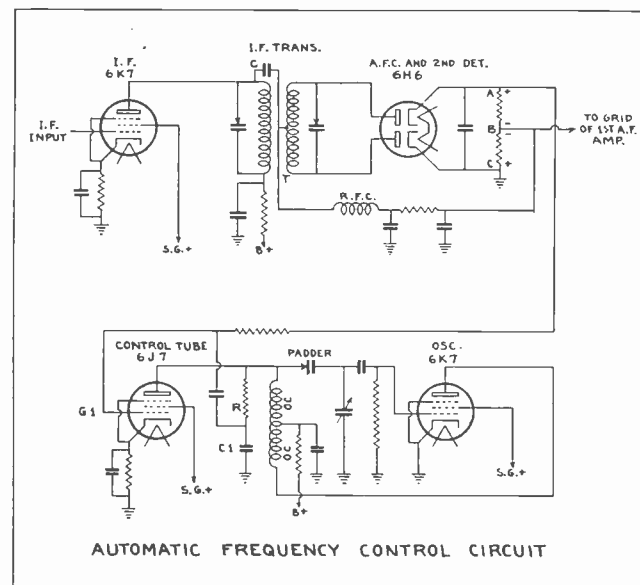 I.F.
6K7
I.F. TRANS.
C
A.F.C. AND 2ND DET.
6H6
A +
I.F.
INPUT
B -
-
TO GRID
OF 1ST A.F.
AMP.
C +
T
R.F.C.
S.G.+
B+
CONTROL TUBE
6J7
PADDER
OSC.
6K7
G1
R
OC
C1
OC
S.G.+
S.G.+
B+
AUTOMATIC FREQUENCY CONTROL CIRCUIT